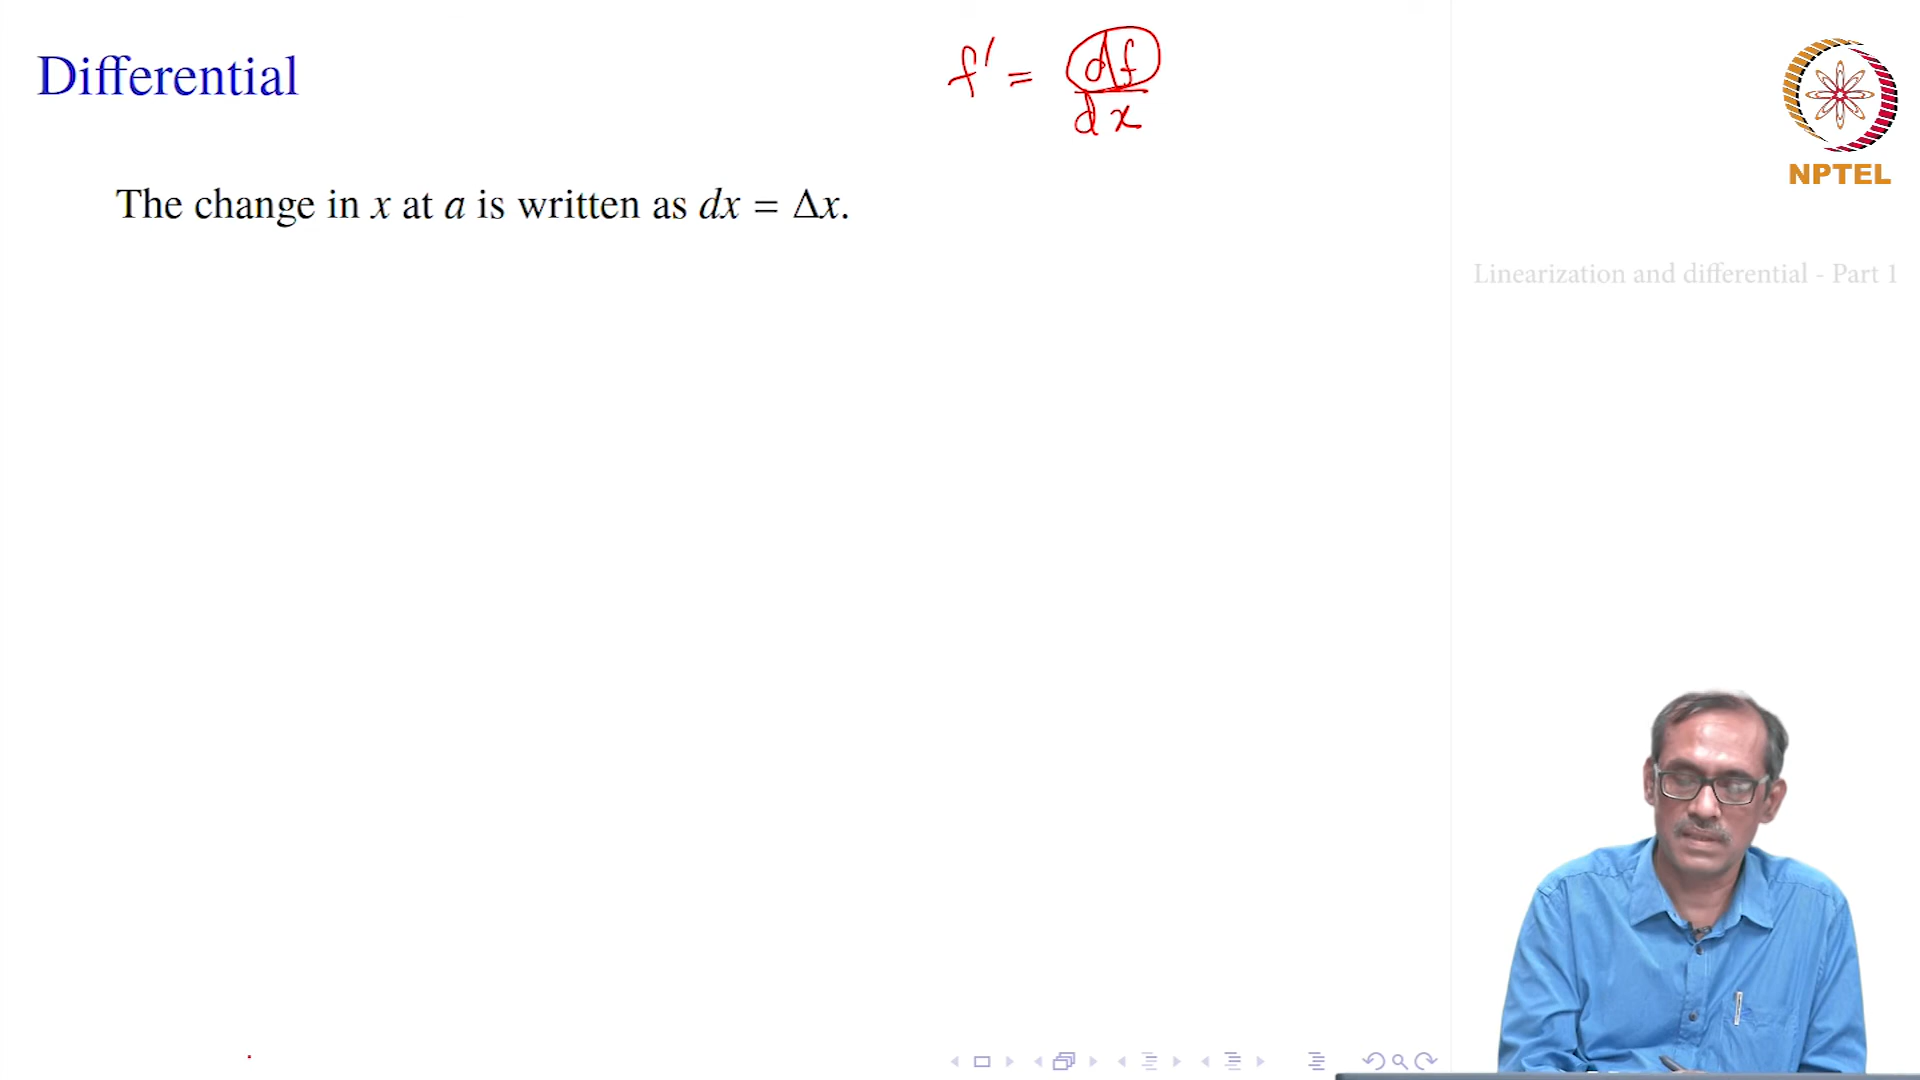 Differential
f' = df/dx
NPTEL
The change in x at a is written as dx = Δx.
Linearization and differential - Part 1